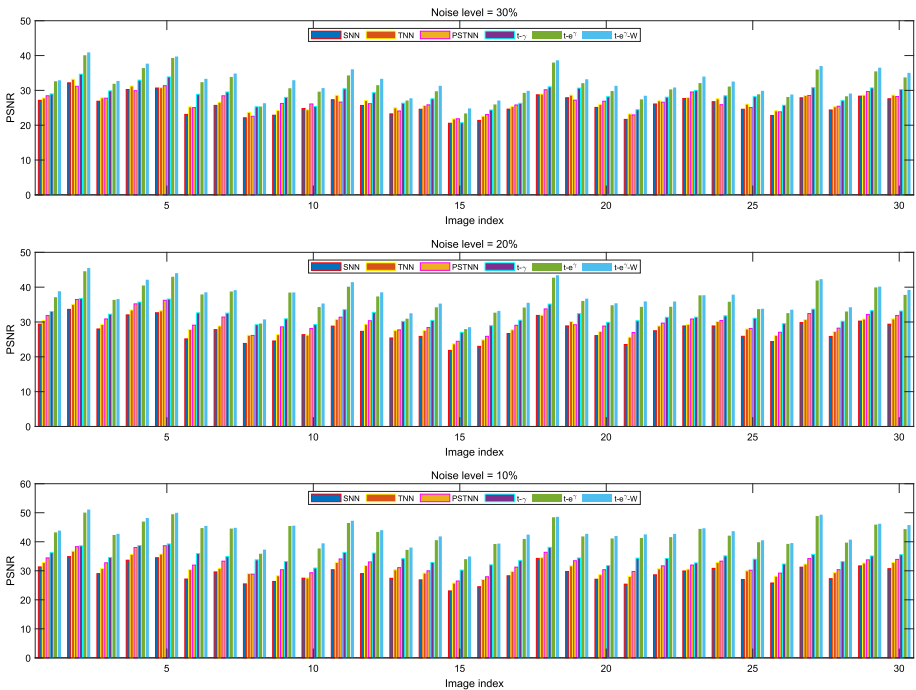 Noise level = 30%
SNN TNN PSTNN t-γ t-e^γ t-e^γ-W
50
40
30
20
10
0
PSNR
5 10 15 20 25 30
Image index
Noise level = 20%
SNN TNN PSTNN t-γ t-e^γ t-e^γ-W
50
40
30
20
10
0
PSNR
5 10 15 20 25 30
Image index
Noise level = 10%
SNN TNN PSTNN t-γ t-e^γ t-e^γ-W
60
50
40
30
20
10
0
PSNR
5 10 15 20 25 30
Image index